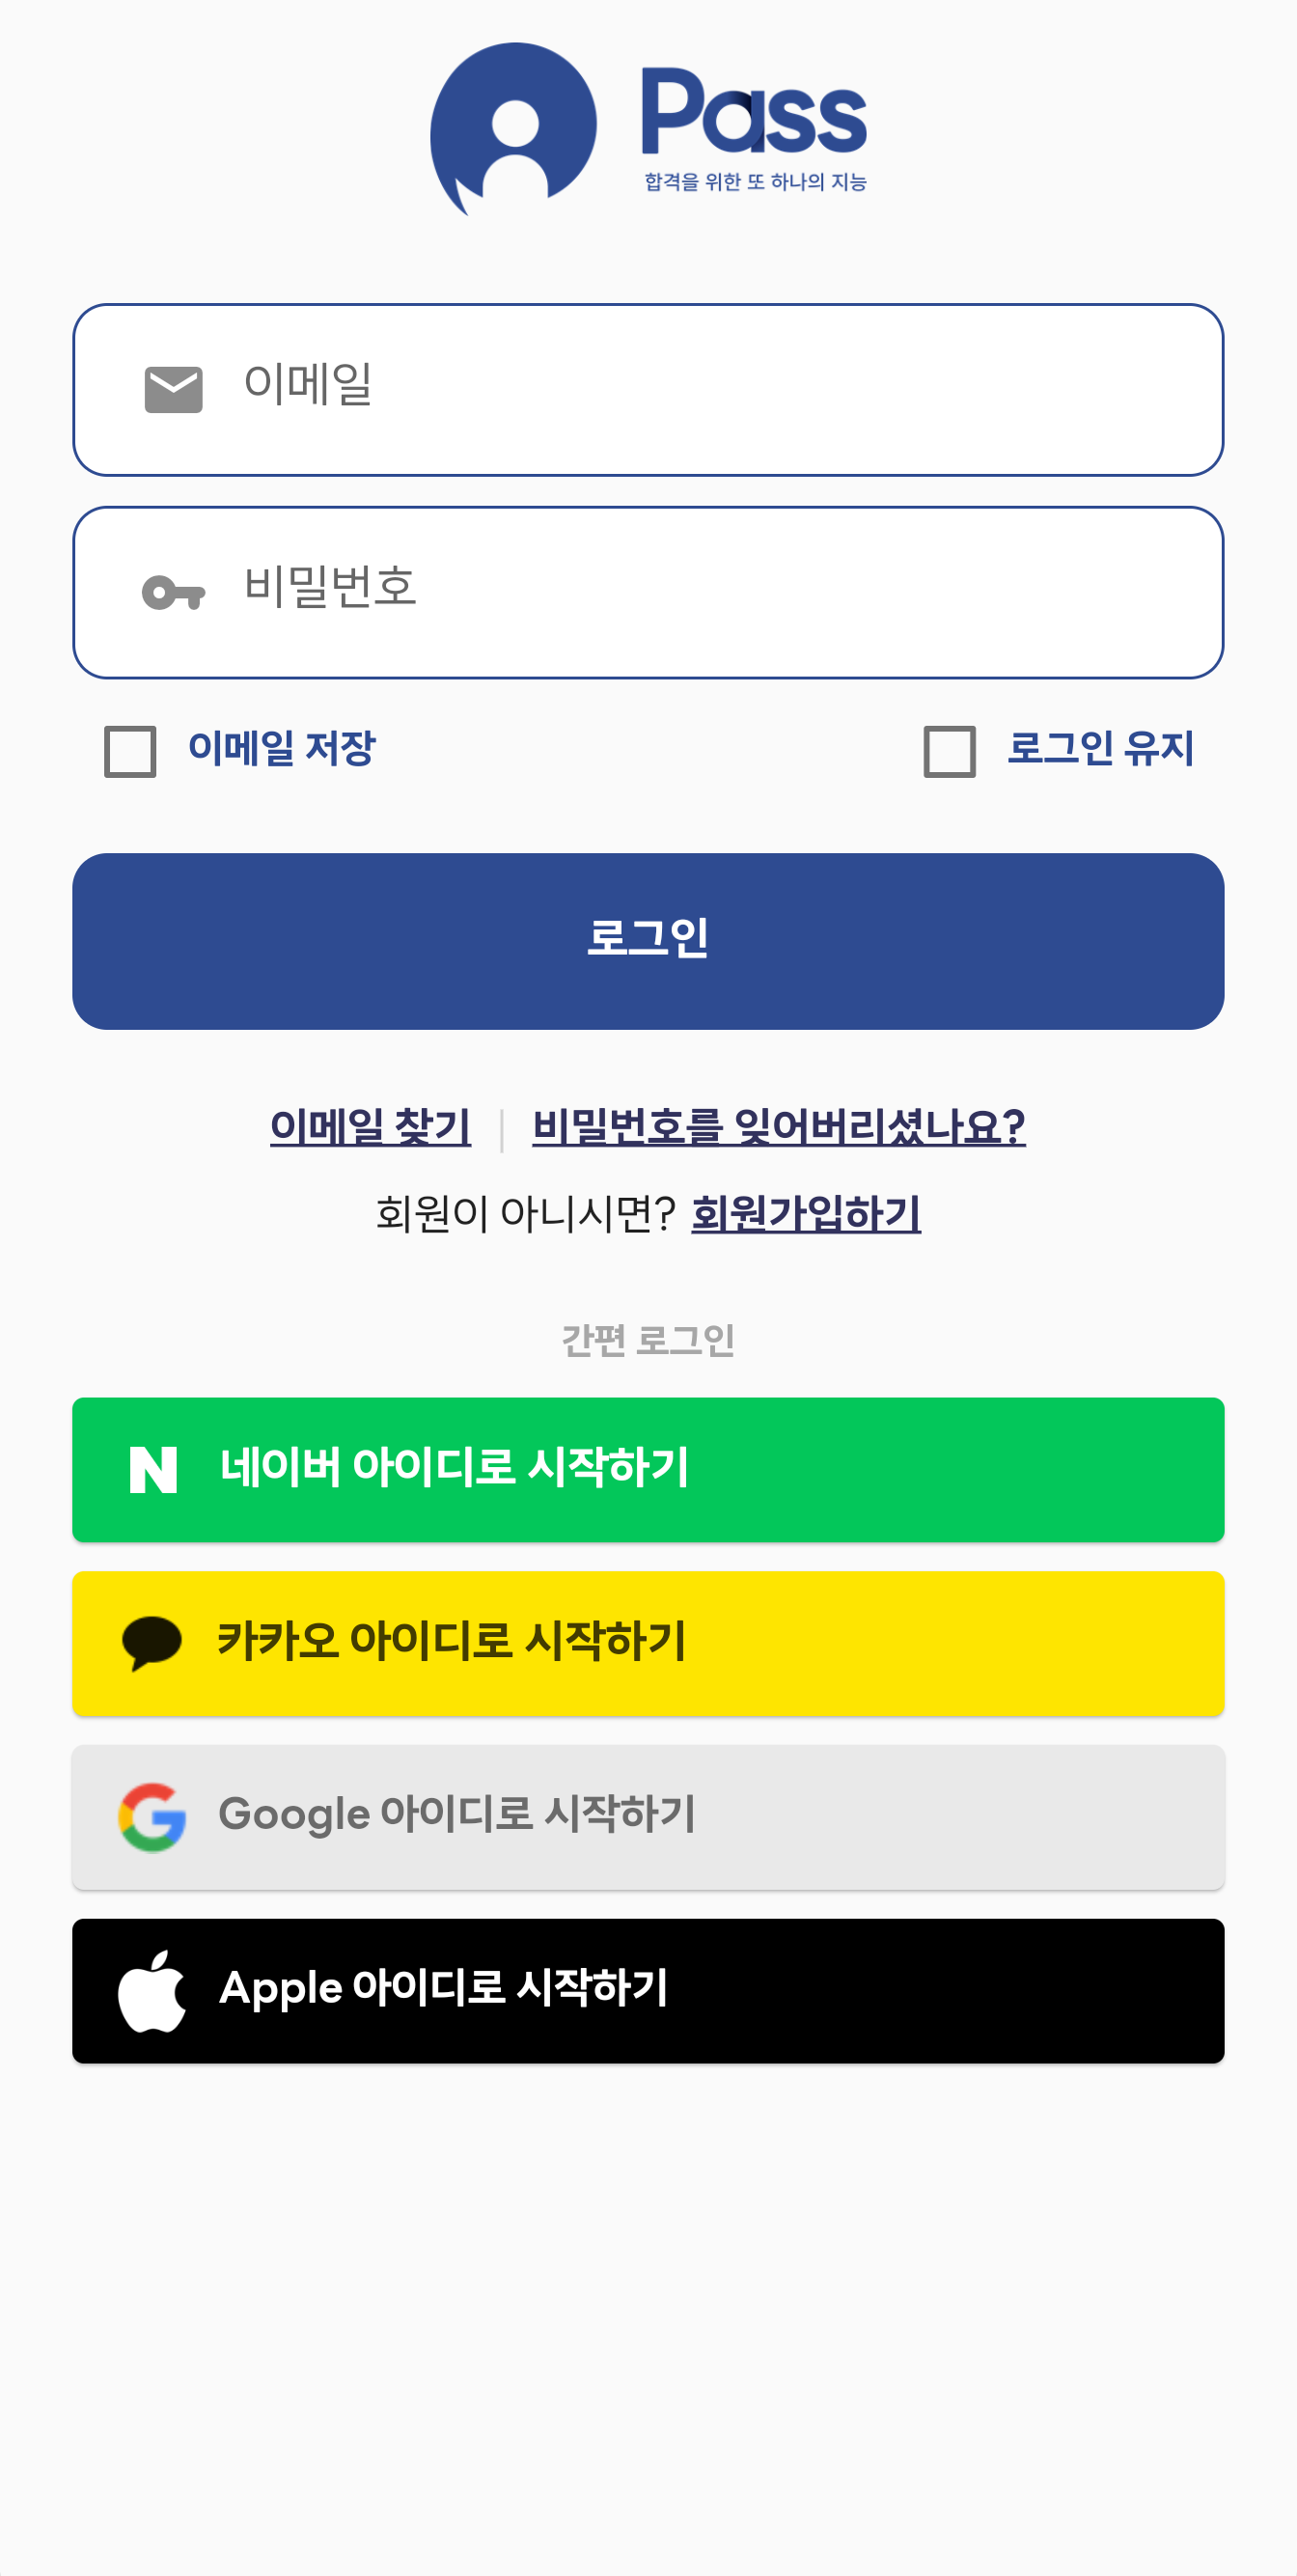 Pass
합격을 위한 또 하나의 지능
이메일
비밀번호
이메일 저장 로그인 유지
로그인
이메일 찾기 | 비밀번호를 잊어버리셨나요?
회원이 아니시면? 회원가입하기
간편 로그인
N 네이버 아이디로 시작하기
카카오 아이디로 시작하기
G Google 아이디로 시작하기
Apple 아이디로 시작하기